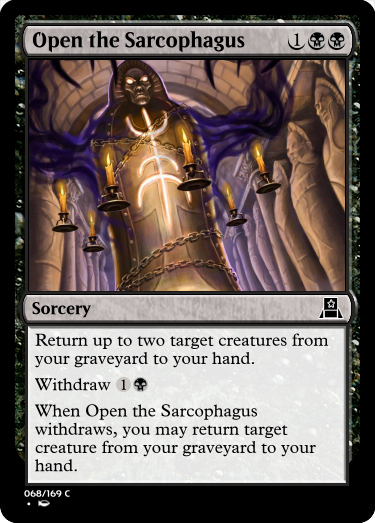 Open the Sarcophagus 1
Sorcery
Return up to two target creatures from
your graveyard to your hand.
Withdraw 1
When Open the Sarcophagus
withdraws, you may return target
creature from your graveyard to your
hand.
068/169 C